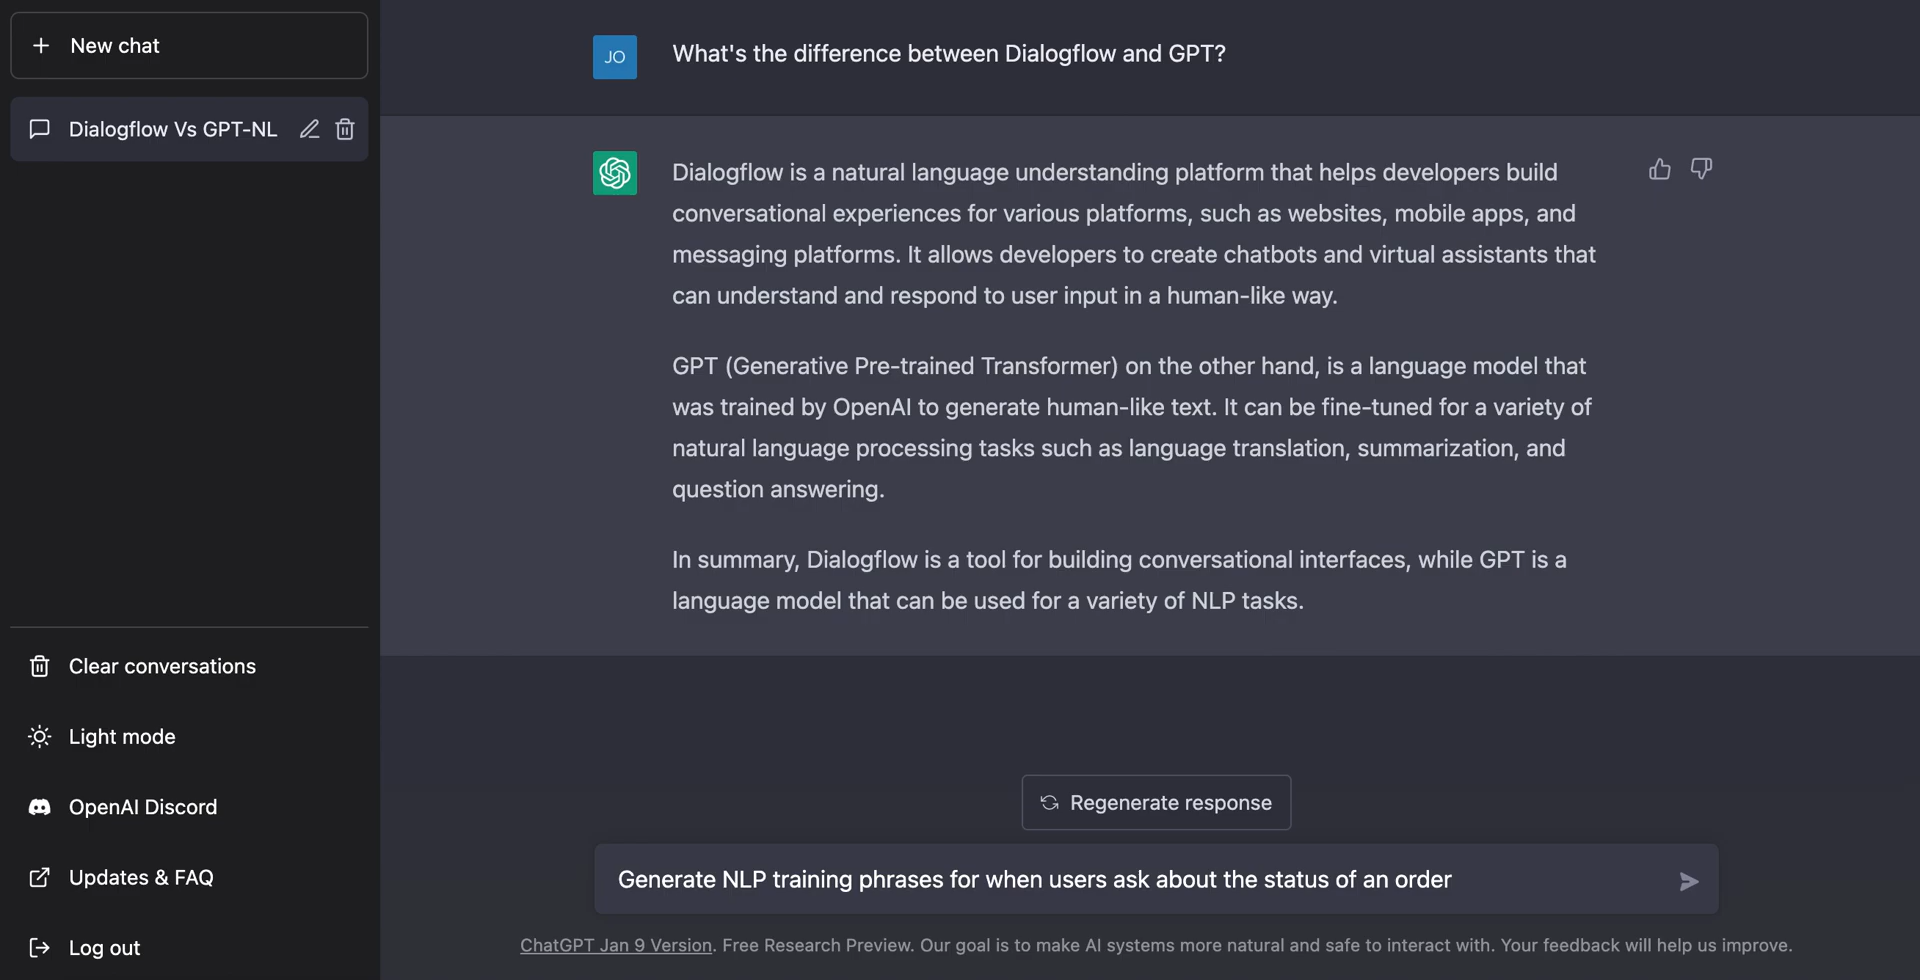 New chat
Dialogflow Vs GPT-NL
Clear conversations
Light mode
OpenAI Discord
Updates & FAQ
Log out
JO
What's the difference between Dialogflow and GPT?
Dialogflow is a natural language understanding platform that helps developers build
conversational experiences for various platforms, such as websites, mobile apps, and
messaging platforms. It allows developers to create chatbots and virtual assistants that
can understand and respond to user input in a human-like way.
GPT (Generative Pre-trained Transformer) on the other hand, is a language model that
was trained by OpenAI to generate human-like text. It can be fine-tuned for a variety of
natural language processing tasks such as language translation, summarization, and
question answering.
In summary, Dialogflow is a tool for building conversational interfaces, while GPT is a
language model that can be used for a variety of NLP tasks.
Regenerate response
Generate NLP training phrases for when users ask about the status of an order
ChatGPT Jan 9 Version. Free Research Preview. Our goal is to make AI systems more natural and safe to interact with. Your feedback will help us improve.